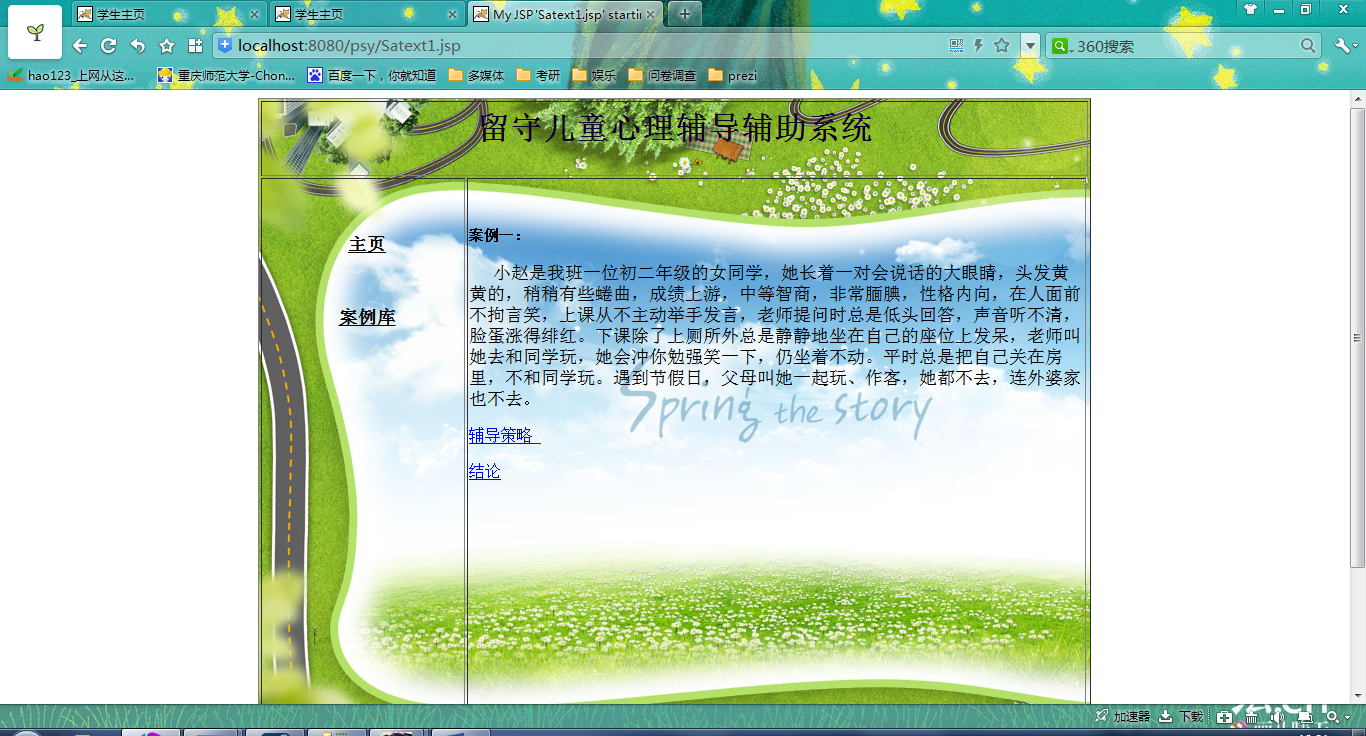 学生主页
学生主页
My JSP 'Satext1.jsp' starti
localhost:8080/psy/Satext1.jsp
360搜索
hao123_上网从这...
重庆师范大学-Chon...
百度一下，你就知道
多媒体
考研
娱乐
问卷调查
prezi
留守儿童心理辅导辅助系统
主页
案例库
案例一：
小赵是我班一位初二年级的女同学，她长着一对会说话的大眼睛，头发黄
黄的，稍稍有些蜷曲，成绩上游，中等智商，非常腼腆，性格内向，在人面前
不拘言笑，上课从不主动举手发言，老师提问时总是低头回答，声音听不清，
脸蛋涨得绯红。下课除了上厕所外总是静静地坐在自己的座位上发呆，老师叫
她去和同学玩，她会冲你勉强笑一下，仍坐着不动。平时总是把自己关在房
里，不和同学玩。遇到节假日，父母叫她一起玩、作客，她都不去，连外婆家
也不去。
Spring the story
辅导策略
结论
加速器
下载